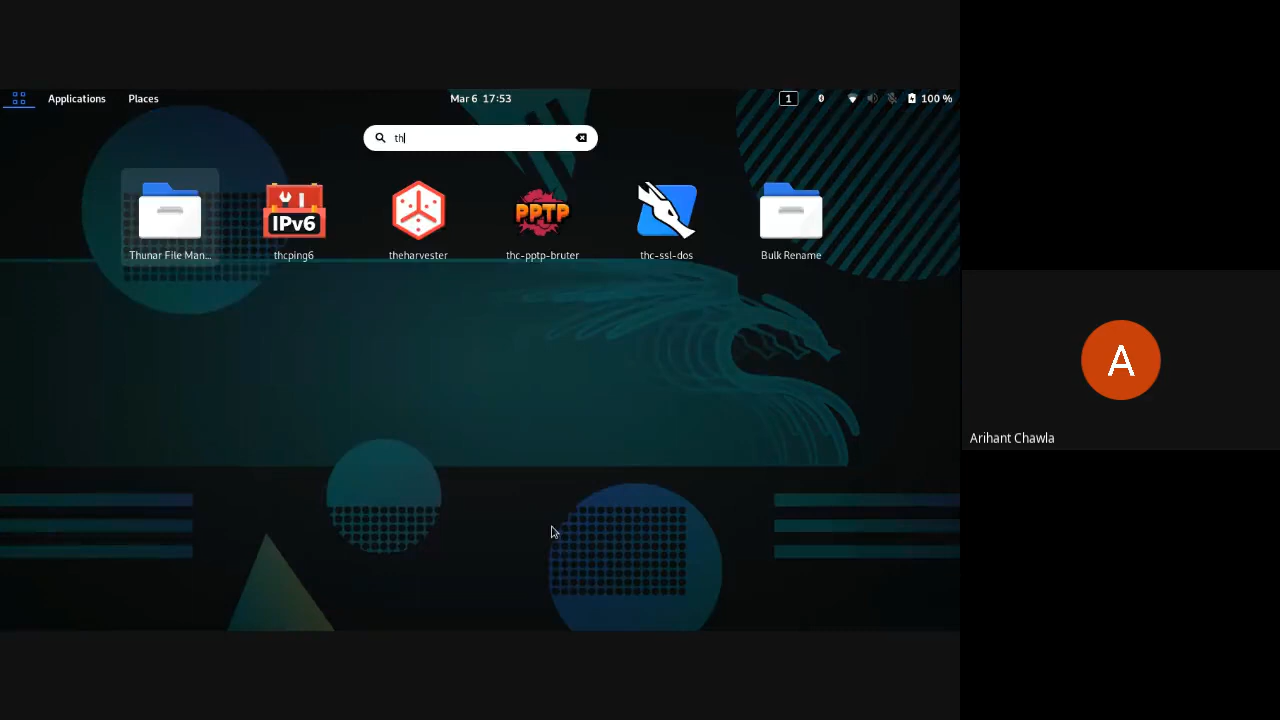 Applications Places Mar 6 17:53 1 100 %
th
IPv6 PPTP
Thunar File Man... thcping6 theharvester thc-pptp-bruter thc-ssl-dos Bulk Rename
A
Arihant Chawla